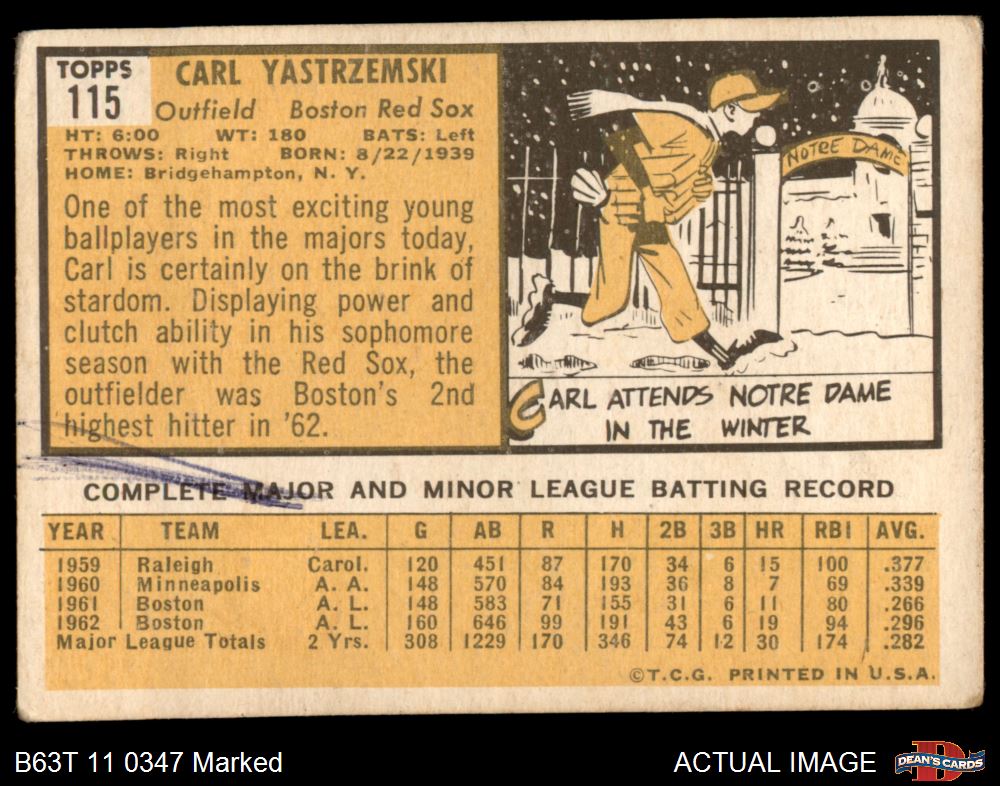 TOPPS
115
CARL YASTRZEMSKI
Outfield Boston Red Sox
HT: 6:00 WT: 180 BATS: Left
THROWS: Right BORN: 8/22/1939
HOME: Bridgehampton, N. Y.
One of the most exciting young
ballplayers in the majors today,
Carl is certainly on the brink of
stardom. Displaying power and
clutch ability in his sophomore
season with the Red Sox, the
outfielder was Boston's 2nd
highest hitter in '62.
NOTRE DAME
CARL ATTENDS NOTRE DAME
IN THE WINTER
COMPLETE MAJOR AND MINOR LEAGUE BATTING RECORD
YEAR TEAM LEA. G AB R H 2B 3B HR RBI AVG.
1959 Raleigh Carol. 120 451 87 170 34 6 15 100 .377
1960 Minneapolis A. A. 148 570 84 193 36 8 7 69 .339
1961 Boston A. L. 148 583 71 155 31 6 11 80 .266
1962 Boston A. L. 160 646 99 191 43 6 19 94 .296
Major League Totals 2 Yrs. 308 1229 170 346 74 12 30 174 .282
©T.C.G. PRINTED IN U.S.A.
B63T 11 0347 Marked
ACTUAL IMAGE
D
DEAN'S CARDS